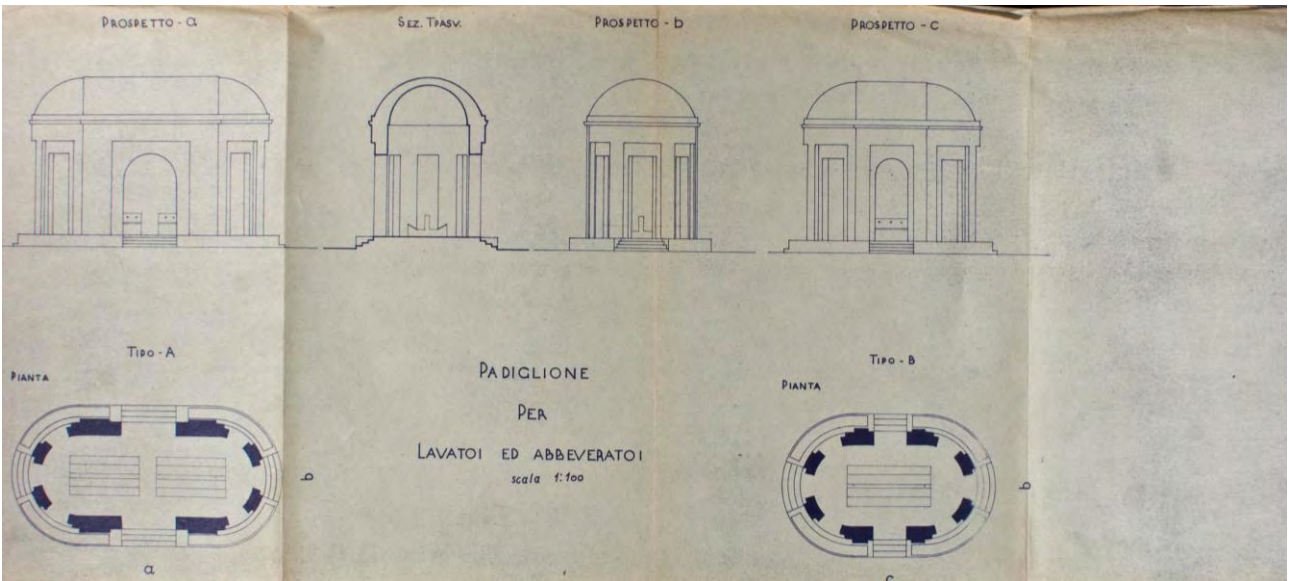 PROSPETTO - a
SEZ. TRASV.
PROSPETTO - b
PROSPETTO - C
TIPO - A
PIANTA
PADIGLIONE
PER
LAVATOI ED ABBEVERATOI
scala 1:100
TIPO - B
PIANTA
b
b
a
c